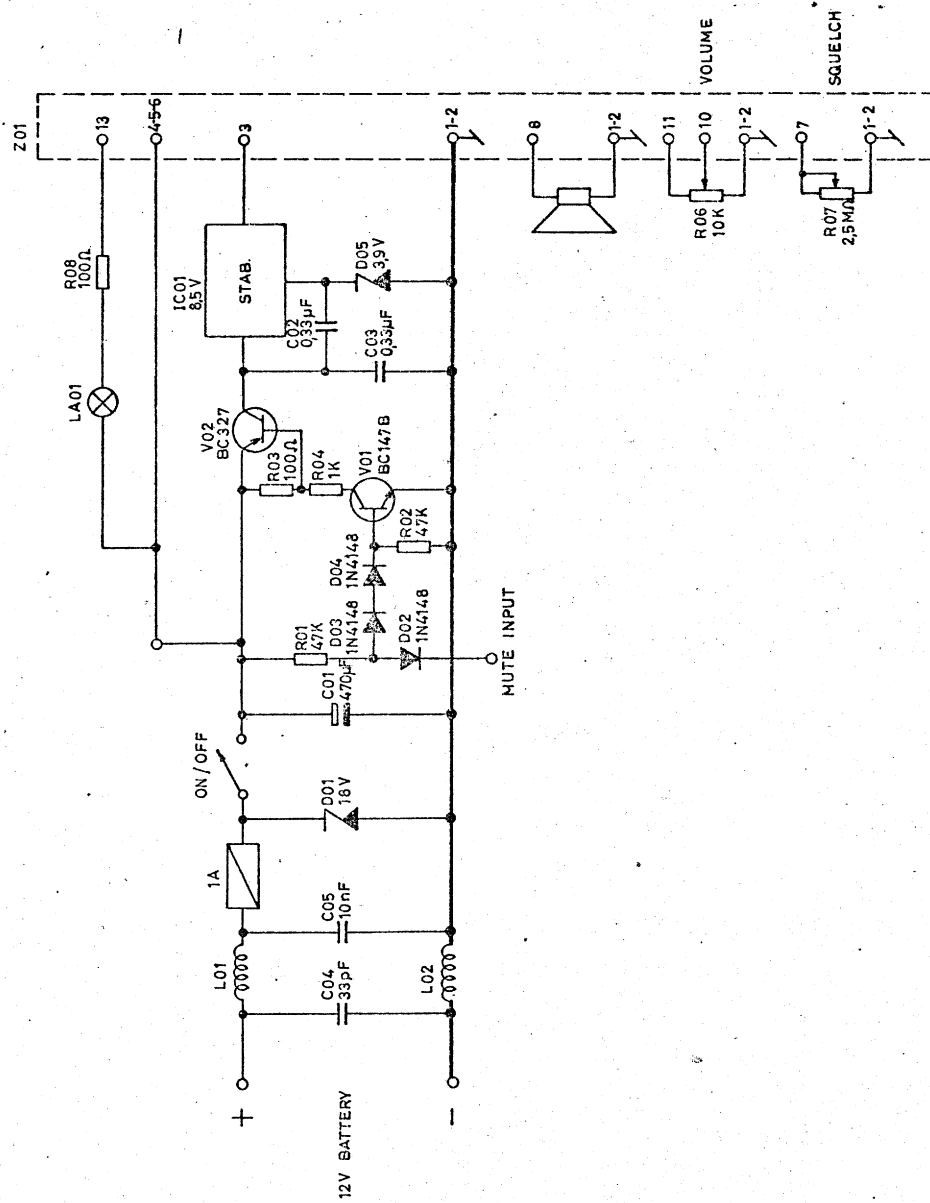 Z01
13
4-5-6
3
1-2
8
1-2
VOLUME
11
10
1-2
R06
10K
SQUELCH
7
1-2
R07
2,5MΩ
R08
100Ω
LA01
IC01
8,5V
STAB.
D05
3,9V
C02
0,33µF
C03
0,33µF
V02
BC327
R03
100Ω
R04
1K
V01
BC147B
R02
47K
D04
1N4148
D03
1N4148
D02
1N4148
R01
47K
MUTE INPUT
C01
470µF
ON/OFF
D01
18V
1A
C05
10nF
L01
C04
33pF
L02
+
12V BATTERY
-